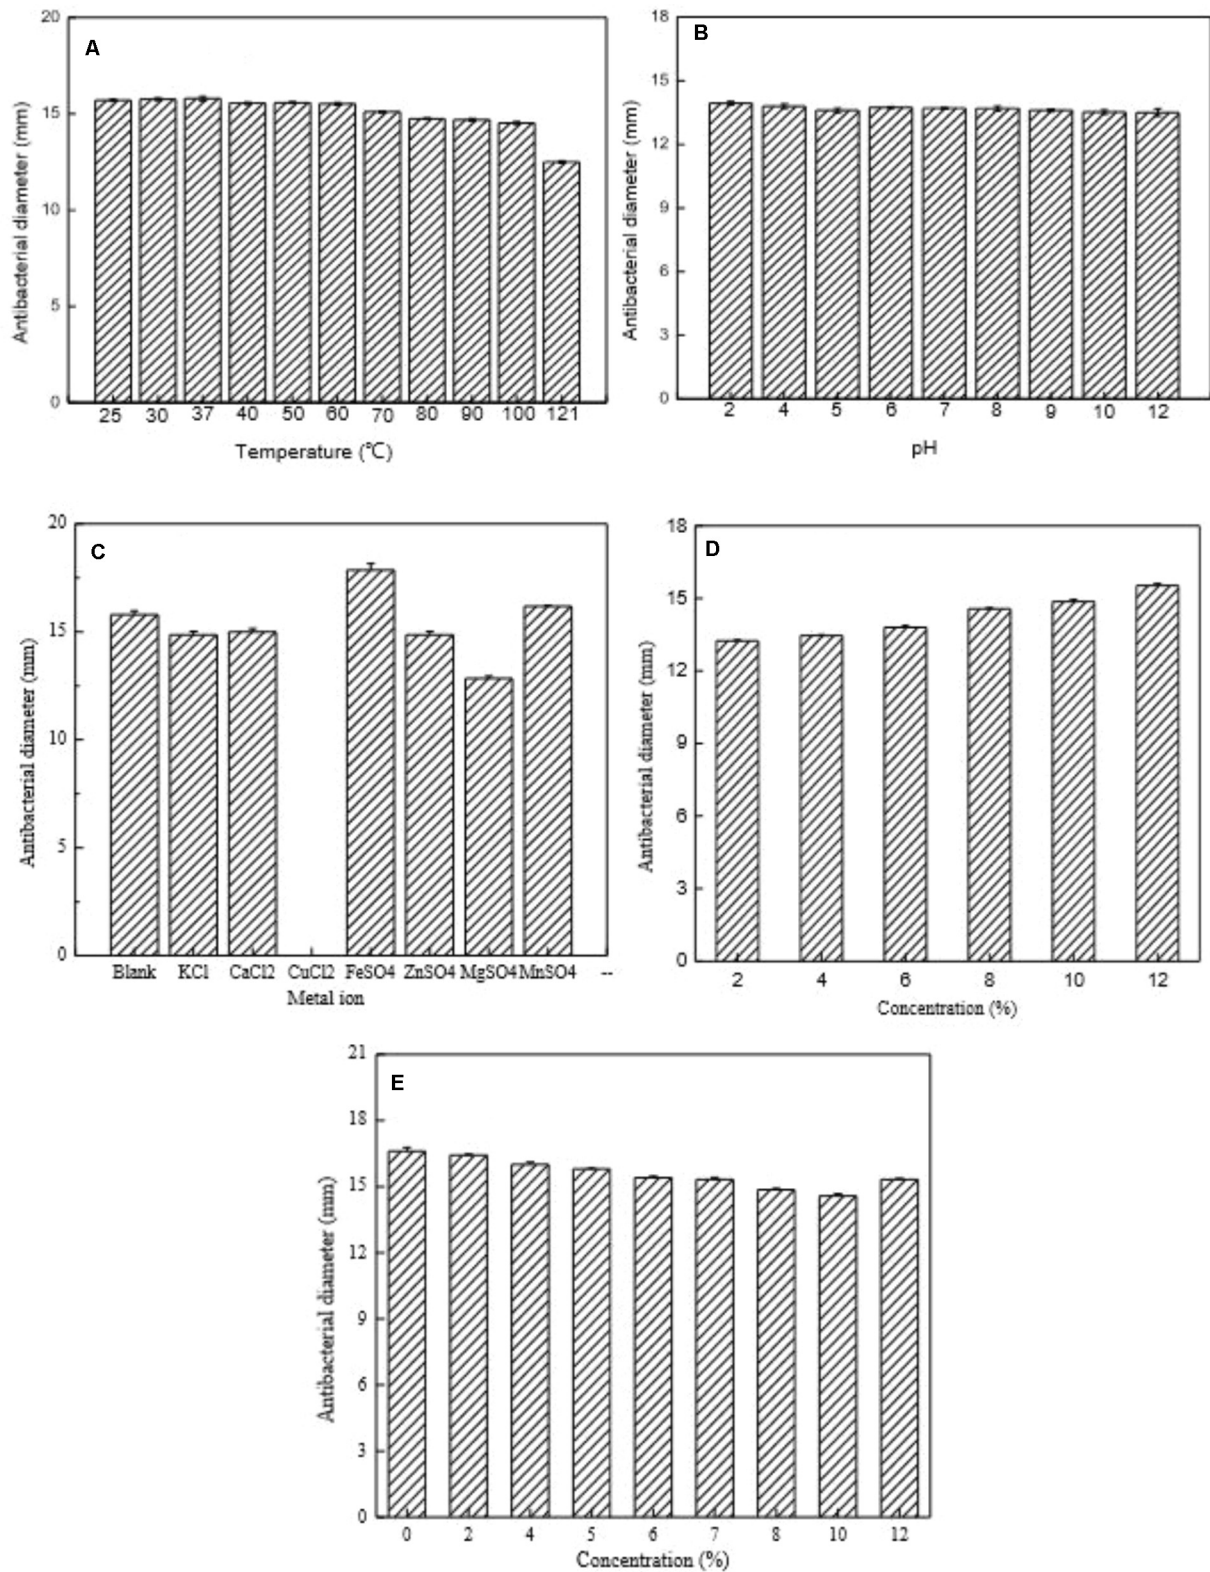 A
Antibacterial diameter (mm)
20
15
10
5
0
25 30 37 40 50 60 70 80 90 100 121
Temperature (℃)
B
Antibacterial diameter (mm)
18
15
12
9
6
3
0
2 4 5 6 7 8 9 10 12
pH
C
Antibacterial diameter (mm)
20
15
10
5
0
Blank KCl CaCl2 CuCl2 FeSO4 ZnSO4 MgSO4 MnSO4 --
Metal ion
D
Antibacterial diameter (mm)
18
15
12
9
6
3
0
2 4 6 8 10 12
Concentration (%)
E
Antibacterial diameter (mm)
21
18
15
12
9
6
3
0
0 2 4 5 6 7 8 10 12
Concentration (%)